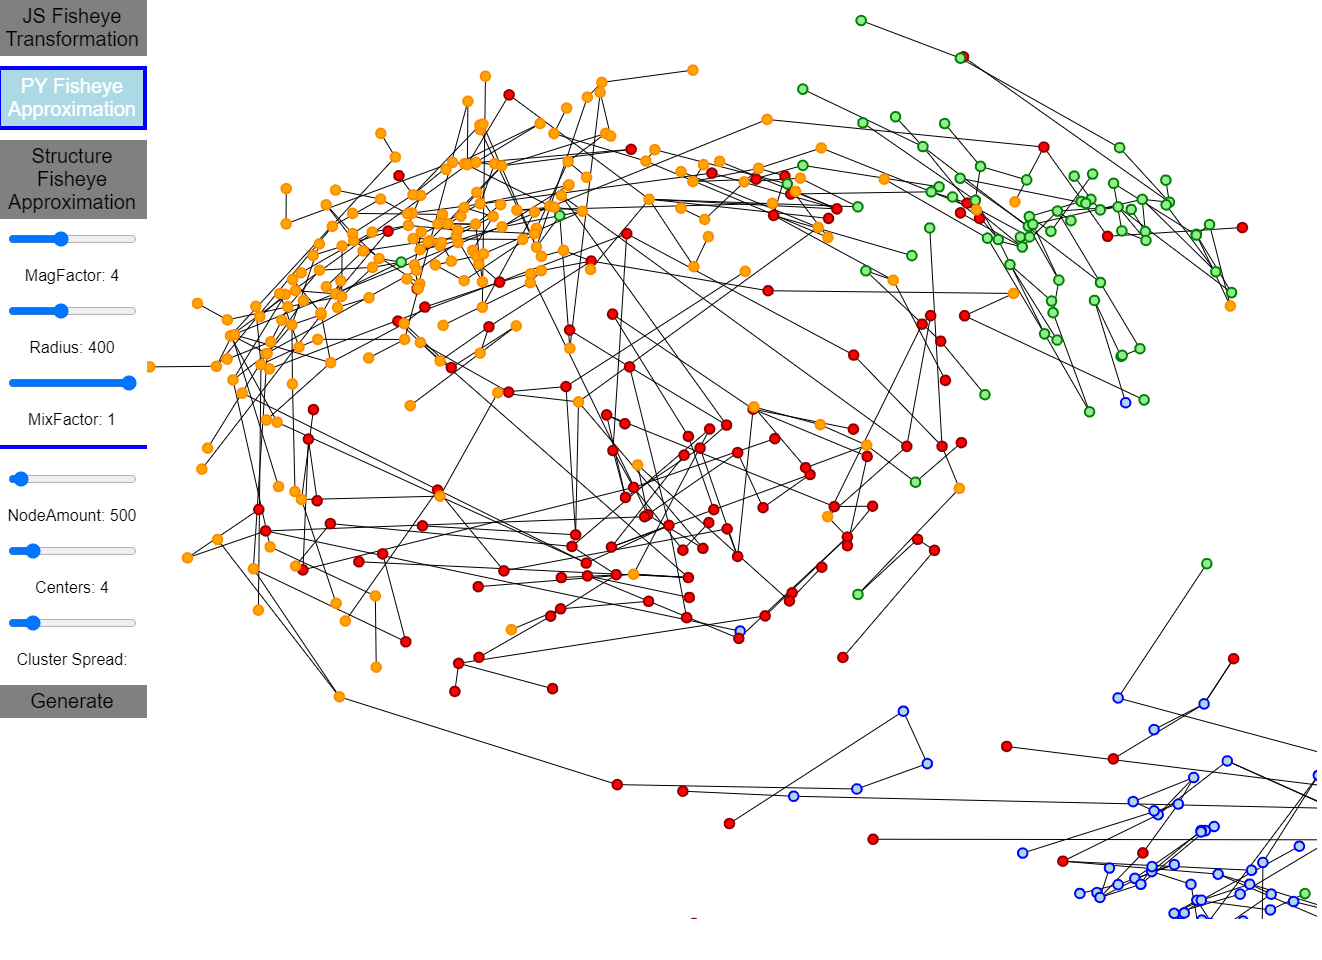 JS Fisheye
Transformation
PY Fisheye
Approximation
Structure
Fisheye
Approximation
MagFactor: 4
Radius: 400
MixFactor: 1
NodeAmount: 500
Centers: 4
Cluster Spread:
Generate